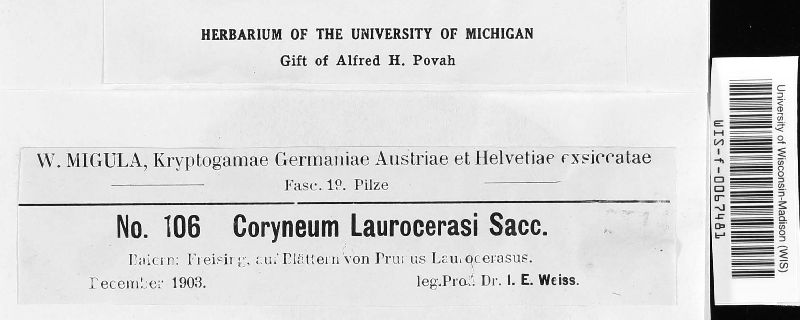 HERBARIUM OF THE UNIVERSITY OF MICHIGAN
Gift of Alfred H. Povah
W. MIGULA, Kryptogamae Germaniae Austriae et Helvetiae exsiccatae
Fasc. 19. Pilze
No. 106 Coryneum Laurocerasi Sacc.
Baiern: Freising, auf Blättern von Prunus Laurocerasus.
December 1903. leg. Prof. Dr. I. E. Weiss.
University of Wisconsin-Madison (WIS)
WIS-f-0067481